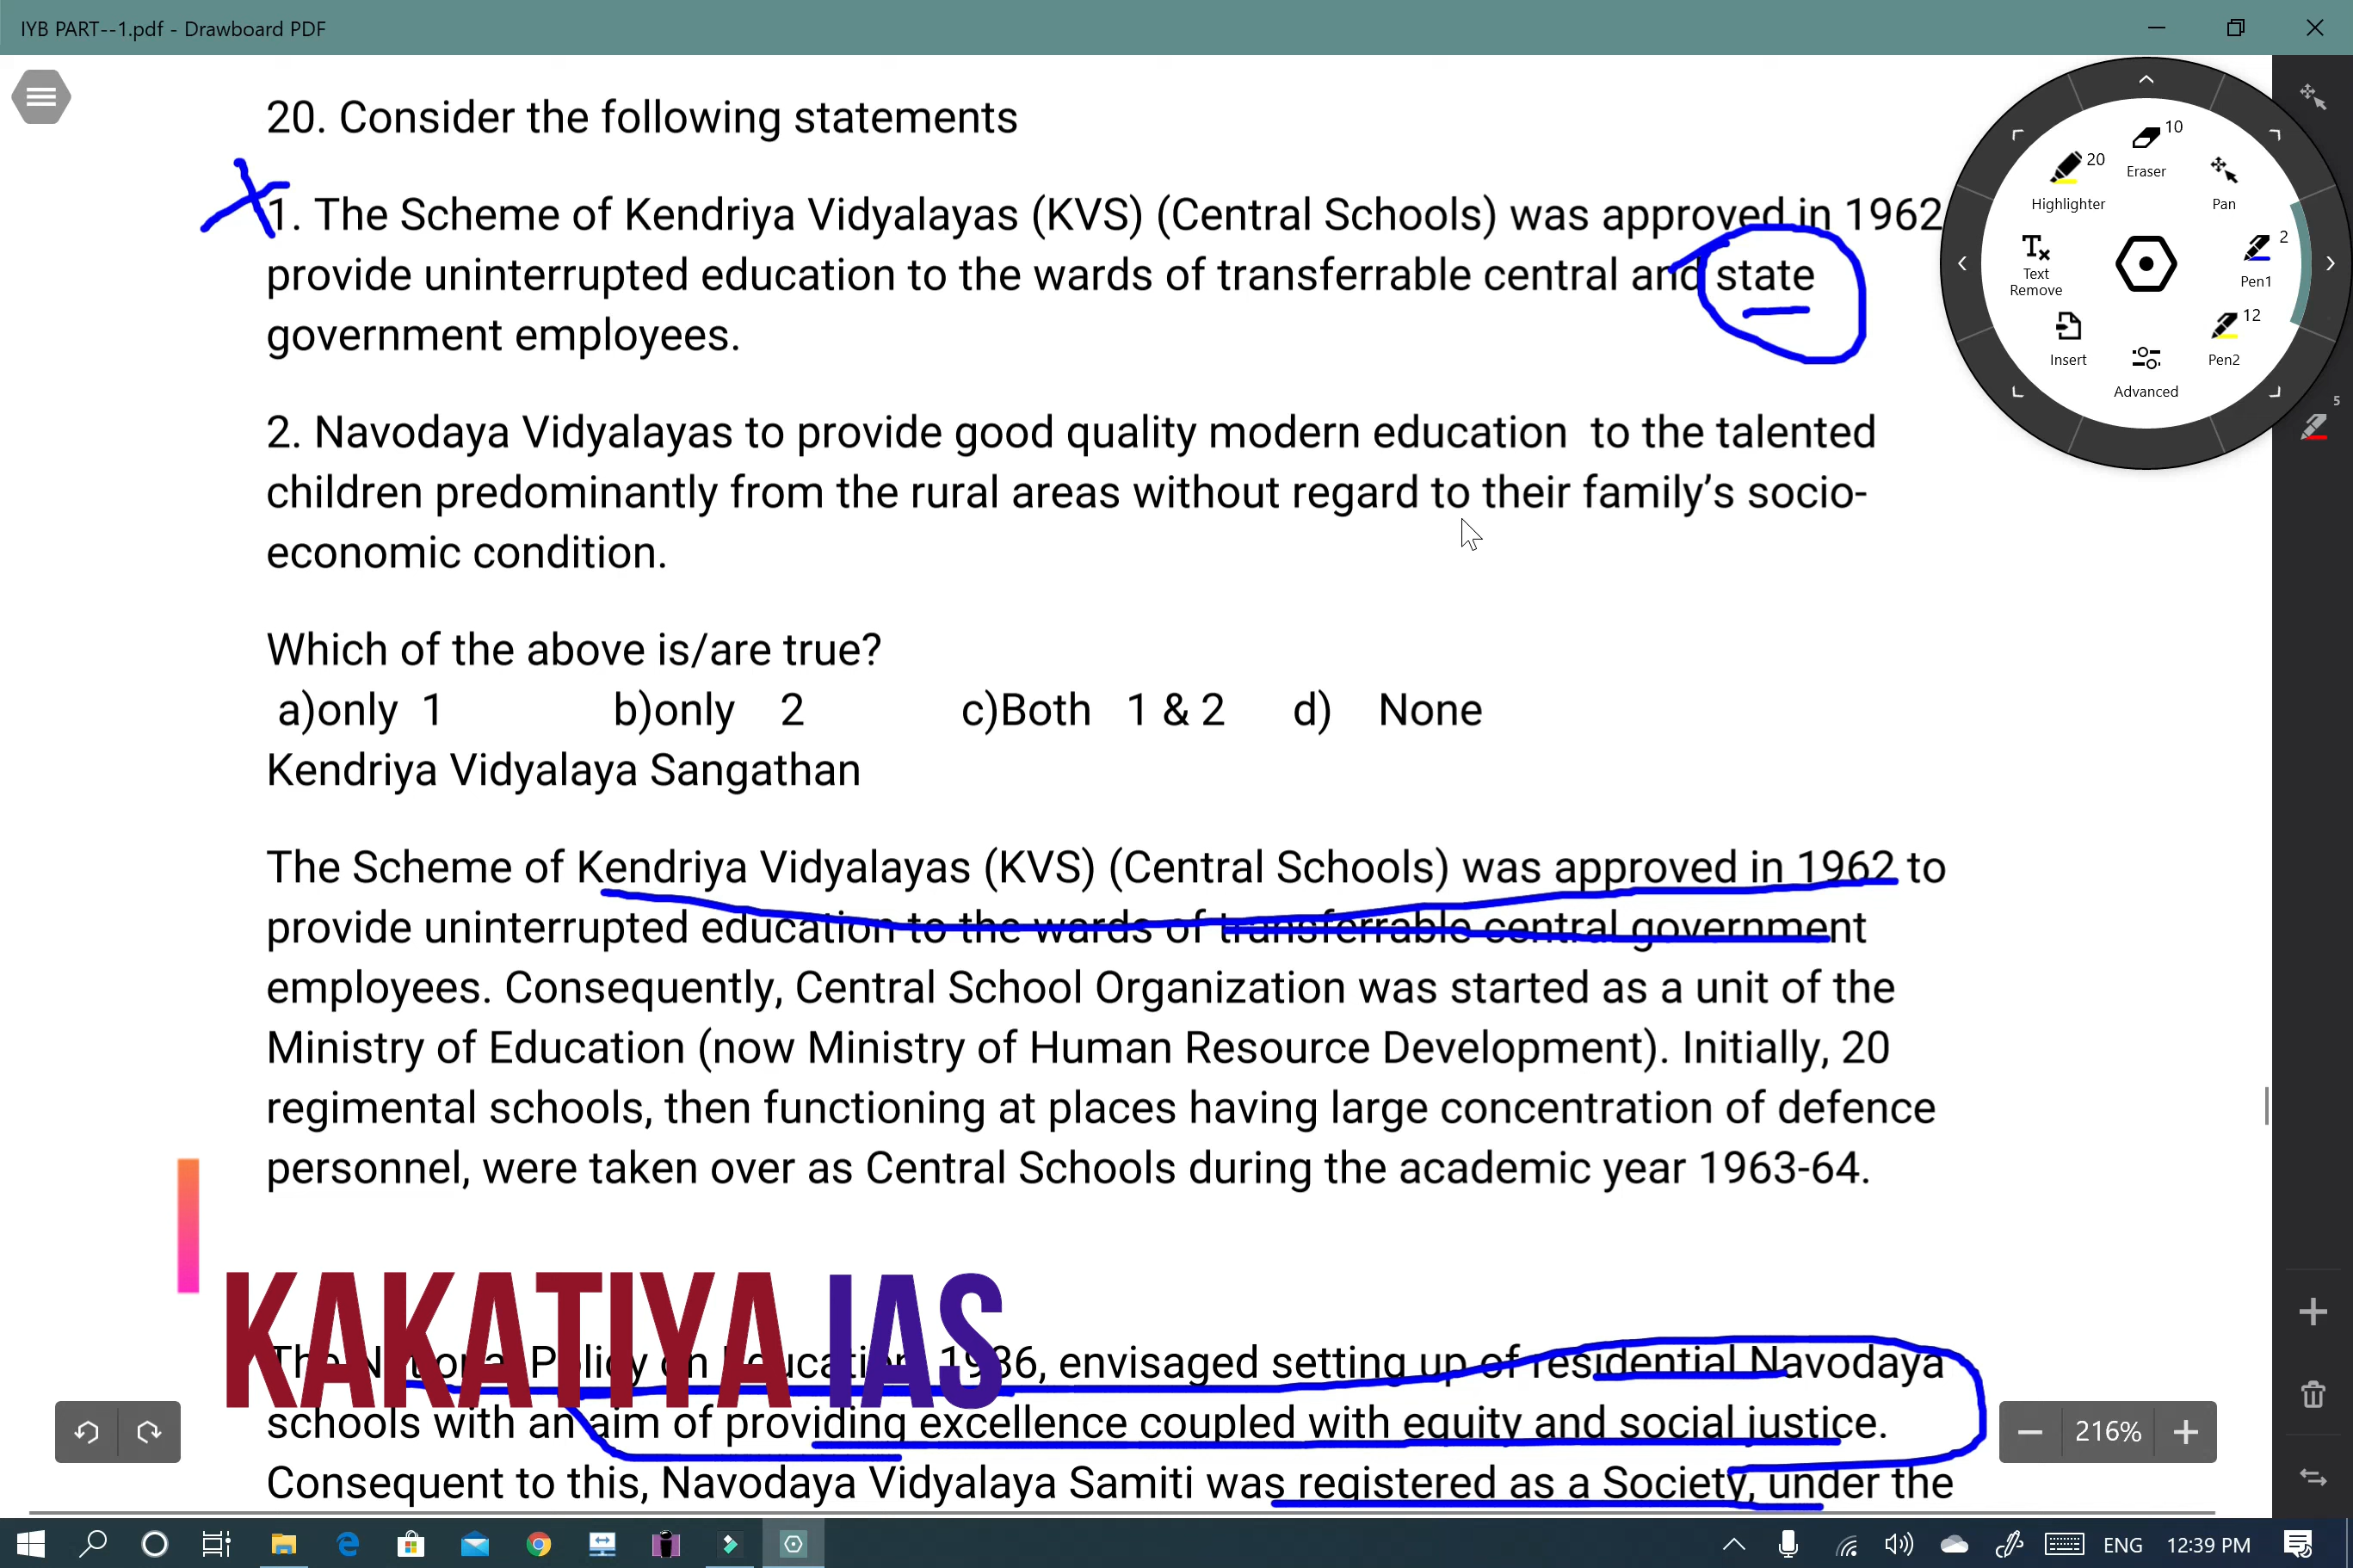 IYB PART--1.pdf - Drawboard PDF
20. Consider the following statements
1. The Scheme of Kendriya Vidyalayas (KVS) (Central Schools) was approved in 1962
provide uninterrupted education to the wards of transferrable central and state
government employees.
2. Navodaya Vidyalayas to provide good quality modern education to the talented
children predominantly from the rural areas without regard to their family’s socio-
economic condition.
Which of the above is/are true?
a)only 1 b)only 2 c)Both 1 & 2 d) None
Kendriya Vidyalaya Sangathan
The Scheme of Kendriya Vidyalayas (KVS) (Central Schools) was approved in 1962 to
provide uninterrupted education to the wards of transferrable central government
employees. Consequently, Central School Organization was started as a unit of the
Ministry of Education (now Ministry of Human Resource Development). Initially, 20
regimental schools, then functioning at places having large concentration of defence
personnel, were taken over as Central Schools during the academic year 1963-64.
KAKATIYA IAS
The National Policy on Education 1986, envisaged setting up of residential Navodaya
schools with an aim of providing excellence coupled with equity and social justice.
Consequent to this, Navodaya Vidyalaya Samiti was registered as a Society, under the
10
Eraser
20
Highlighter
Pan
Text
Remove
2
Pen1
Insert
12
Pen2
Advanced
5
216%
ENG
12:39 PM